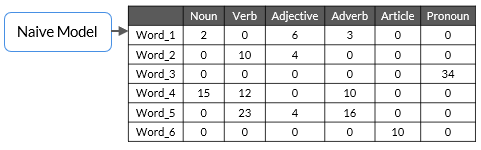 Naive Model
Noun Verb Adjective Adverb Article Pronoun
Word_1 2 0 6 3 0 0
Word_2 0 10 4 0 0 0
Word_3 0 0 0 0 0 34
Word_4 15 12 0 10 0 0
Word_5 0 23 4 16 0 0
Word_6 0 0 0 0 10 0